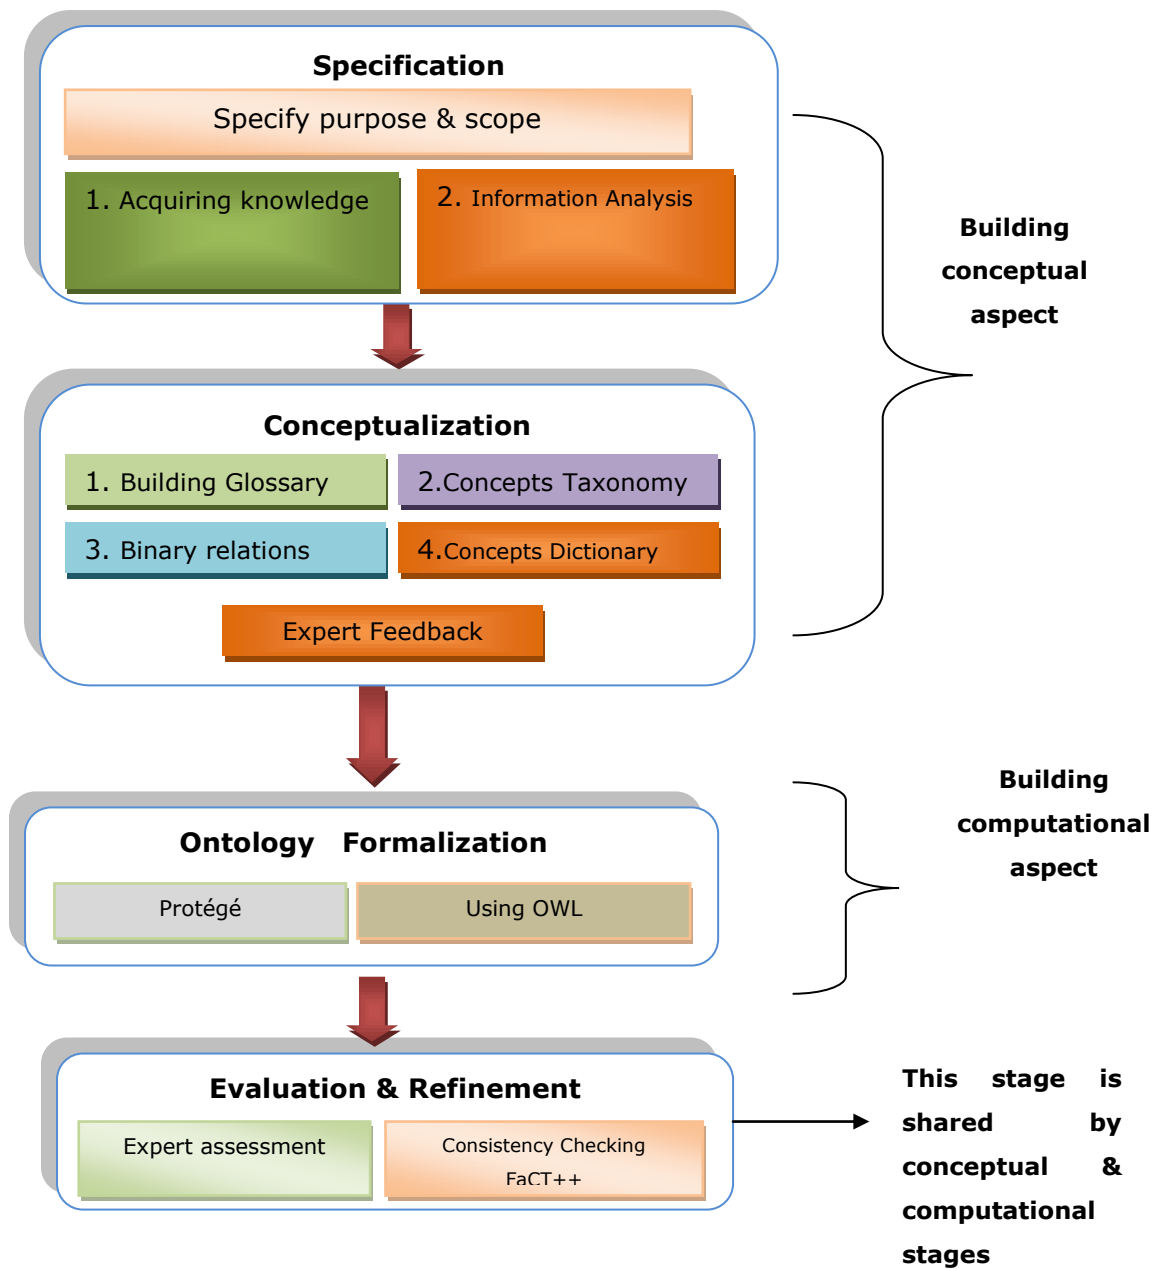 Specification
Specify purpose & scope
1. Acquiring knowledge
2. Information Analysis
Building
conceptual
aspect
Conceptualization
1. Building Glossary
2.Concepts Taxonomy
3. Binary relations
4.Concepts Dictionary
Expert Feedback
Building
computational
aspect
Ontology Formalization
Protégé
Using OWL
Evaluation & Refinement
Expert assessment
Consistency Checking
FaCT++
This stage is
shared by
conceptual &
computational
stages